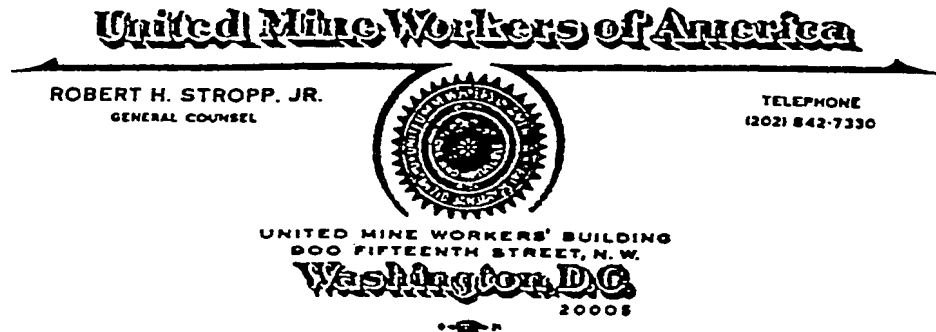 United Mine Workers of America
ROBERT H. STROPP, JR.
GENERAL COUNSEL
TELEPHONE
(202) 842-7330
UNITED MINE WORKERS' BUILDING
900 FIFTEENTH STREET, N.W.
Washington, D.C.
20005